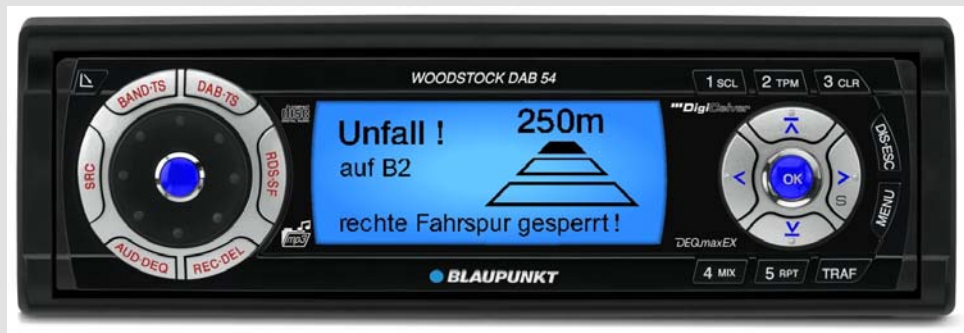 WOODSTOCK DAB 54
BAND•TS
DAB•TS
SRC
RDS•SF
AUD•DEQ
REC•DEL
disc
mp3
Unfall !
250m
auf B2
rechte Fahrspur gesperrt !
BLAUPUNKT
1 SCL
2 TPM
3 CLR
DigiCeiver
DIS•ESC
OK
S
MENU
DEQmaxEX
4 MIX
5 RPT
TRAF